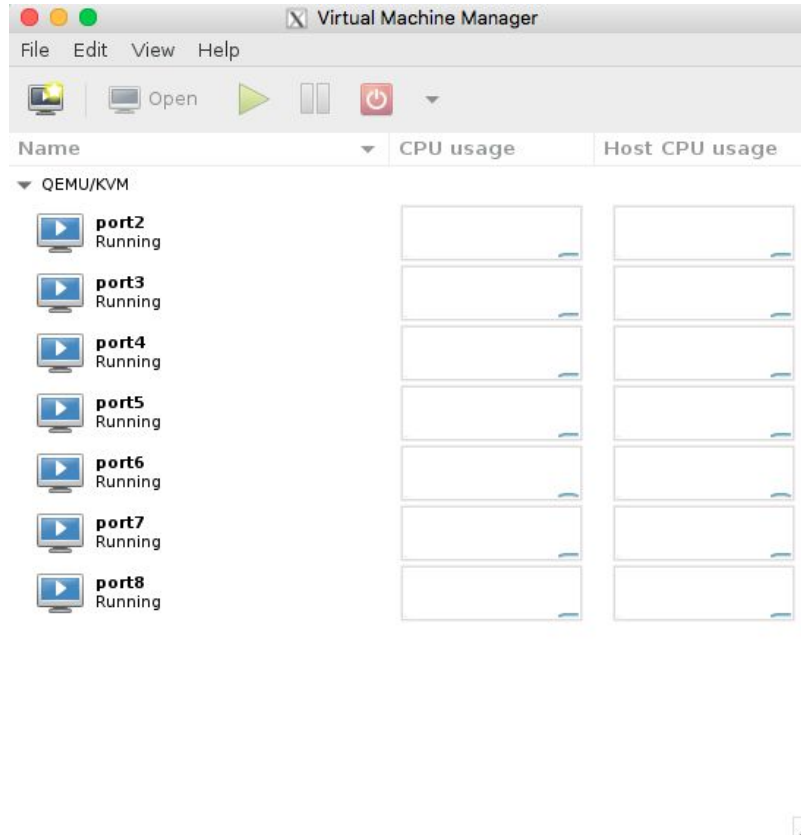 X Virtual Machine Manager
File Edit View Help
Open
Name CPU usage Host CPU usage
QEMU/KVM
port2
Running
port3
Running
port4
Running
port5
Running
port6
Running
port7
Running
port8
Running